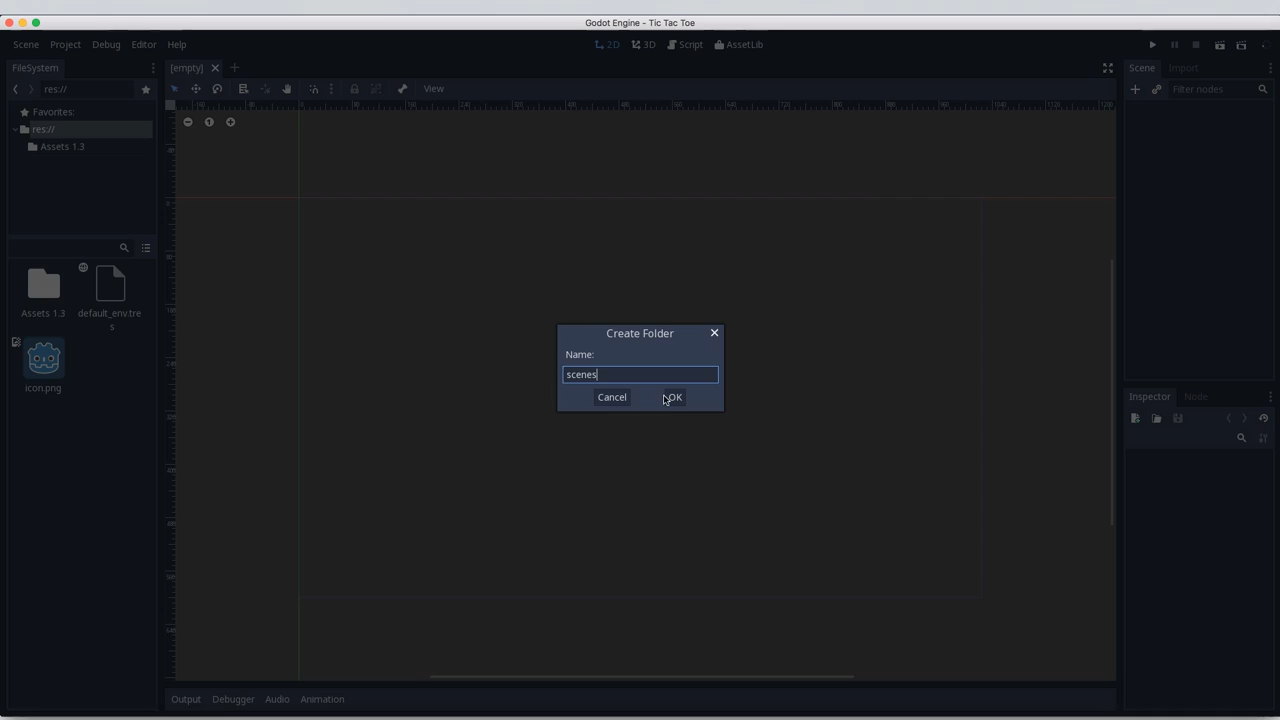 Godot Engine - Tic Tac Toe
Scene Project Debug Editor Help
2D 3D Script AssetLib
FileSystem
[empty]
Scene Import
res://
View
Filter nodes
Favorites:
res://
Assets 1.3
Assets 1.3
default_env.tre
s
icon.png
Create Folder
Name:
scenes
Cancel OK
Inspector Node
Output Debugger Audio Animation